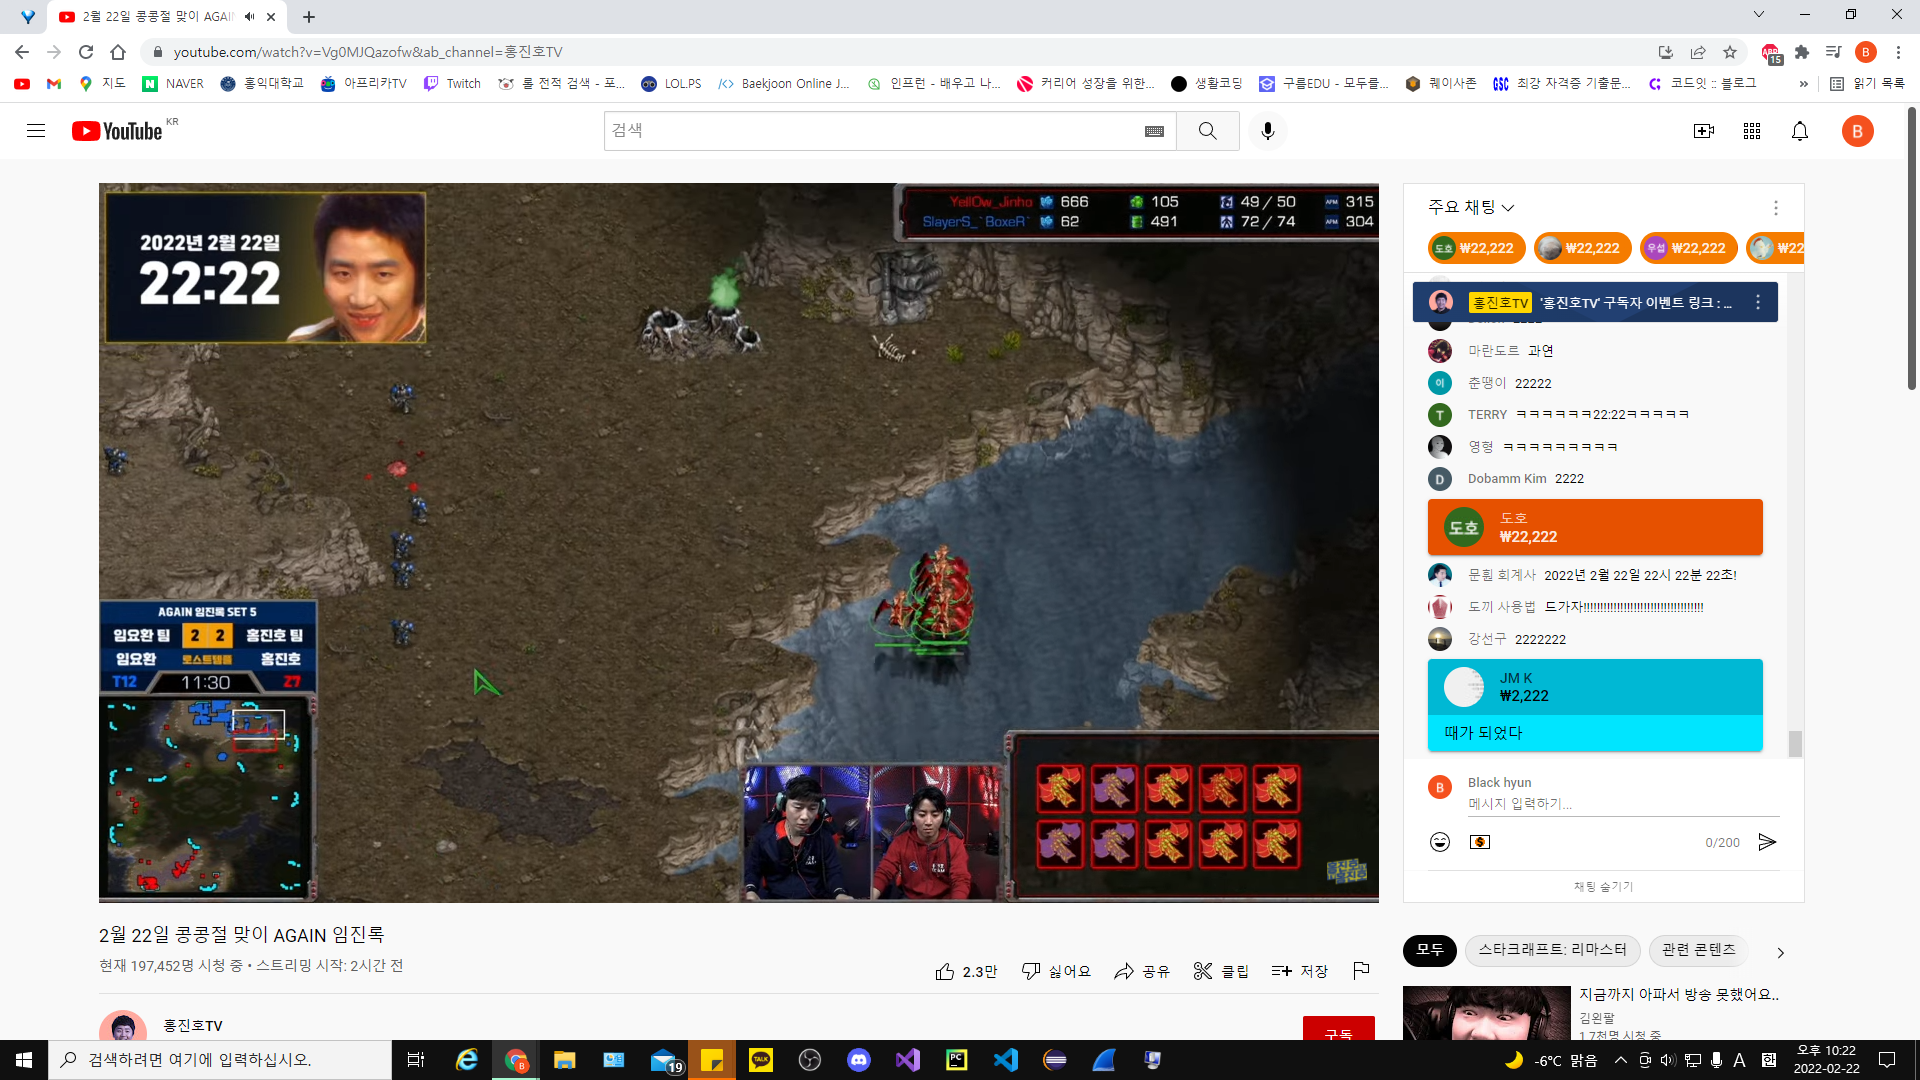 2월 22일 콩콩절 맞이 AGAIN
youtube.com/watch?v=Vg0MJQazofw&ab_channel=홍진호TV
15
B
지도
NAVER
홍익대학교
아프리카TV
Twitch
롤 전적 검색 - 포...
LOL.PS
Baekjoon Online J...
인프런 - 배우고 나...
커리어 성장을 위한...
생활코딩
구름EDU - 모두를...
퀘이사존
최강 자격증 기출문...
코드잇 :: 블로그
»
읽기 목록
YouTube KR
검색
B
2022년 2월 22일
22:22
YellOw_Jinho 666 105 49 / 50 APM 315
SlayerS_`BoxeR` 62 491 72 / 74 APM 304
AGAIN 임진록 SET 5
임요환 팀 2 2 홍진호 팀
임요환 로스트템플 홍진호
T12 11:30 Z7
주요 채팅
도호 ₩22,222
₩22,222
우섭 ₩22,222
₩22
홍진호TV '홍진호TV' 구독자 이벤트 링크 : ...
마란도르 과연
이 춘땡이 22222
T TERRY ㅋㅋㅋㅋㅋㅋ22:22ㅋㅋㅋㅋㅋ
영형 ㅋㅋㅋㅋㅋㅋㅋㅋㅋ
D Dobamm Kim 2222
도호 도호
₩22,222
문휨 회계사 2022년 2월 22일 22시 22분 22초!
도끼 사용법 드가자!!!!!!!!!!!!!!!!!!!!!!!!!!!!!!!!!!!!
강선구 2222222
JM K
₩2,222
때가 되었다
B Black hyun
메시지 입력하기...
0/200
채팅 숨기기
2월 22일 콩콩절 맞이 AGAIN 임진록
현재 197,452명 시청 중 • 스트리밍 시작: 2시간 전
2.3만
싫어요
공유
클립
저장
홍진호TV
구독
모두
스타크래프트: 리마스터
관련 콘텐츠
지금까지 아파서 방송 못했어요..
김왼팔
1.7천명 시청 중
검색하려면 여기에 입력하십시오.
19
TALK
PC
-6°C 맑음
A
한
오후 10:22
2022-02-22